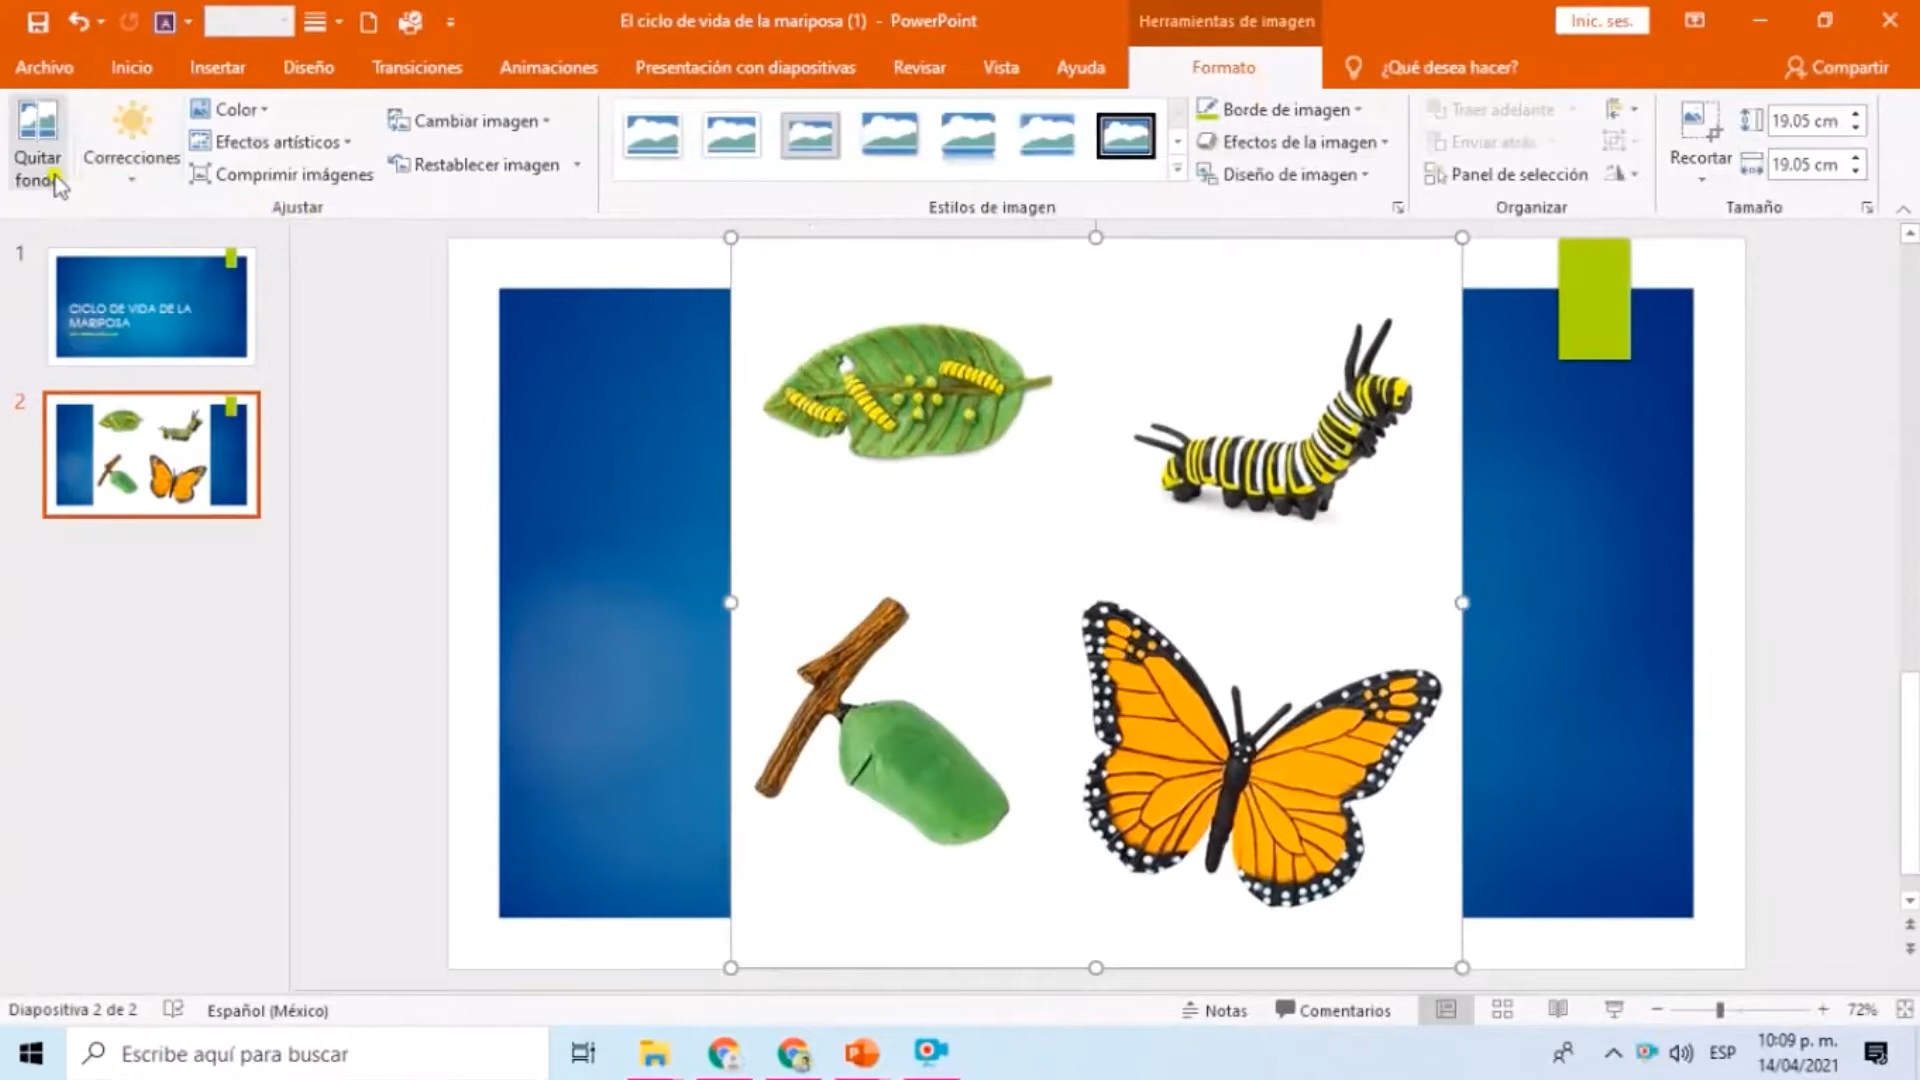 El ciclo de vida de la mariposa (1) - PowerPoint
Herramientas de imagen
Inic. ses.
Archivo Inicio Insertar Diseño Transiciones Animaciones Presentación con diapositivas Revisar Vista Ayuda Formato ¿Qué desea hacer? Compartir
Quitar
fondo
Correcciones
Color
Efectos artísticos
Comprimir imágenes
Cambiar imagen
Restablecer imagen
Ajustar
Borde de imagen
Efectos de la imagen
Diseño de imagen
Estilos de imagen
Traer adelante
Enviar atrás
Panel de selección
Organizar
Recortar
19.05 cm
19.05 cm
Tamaño
1
CICLO DE VIDA DE LA
MARIPOSA
2
Diapositiva 2 de 2 Español (México) Notas Comentarios 72%
Escribe aquí para buscar
ESP
10:09 p. m.
14/04/2021